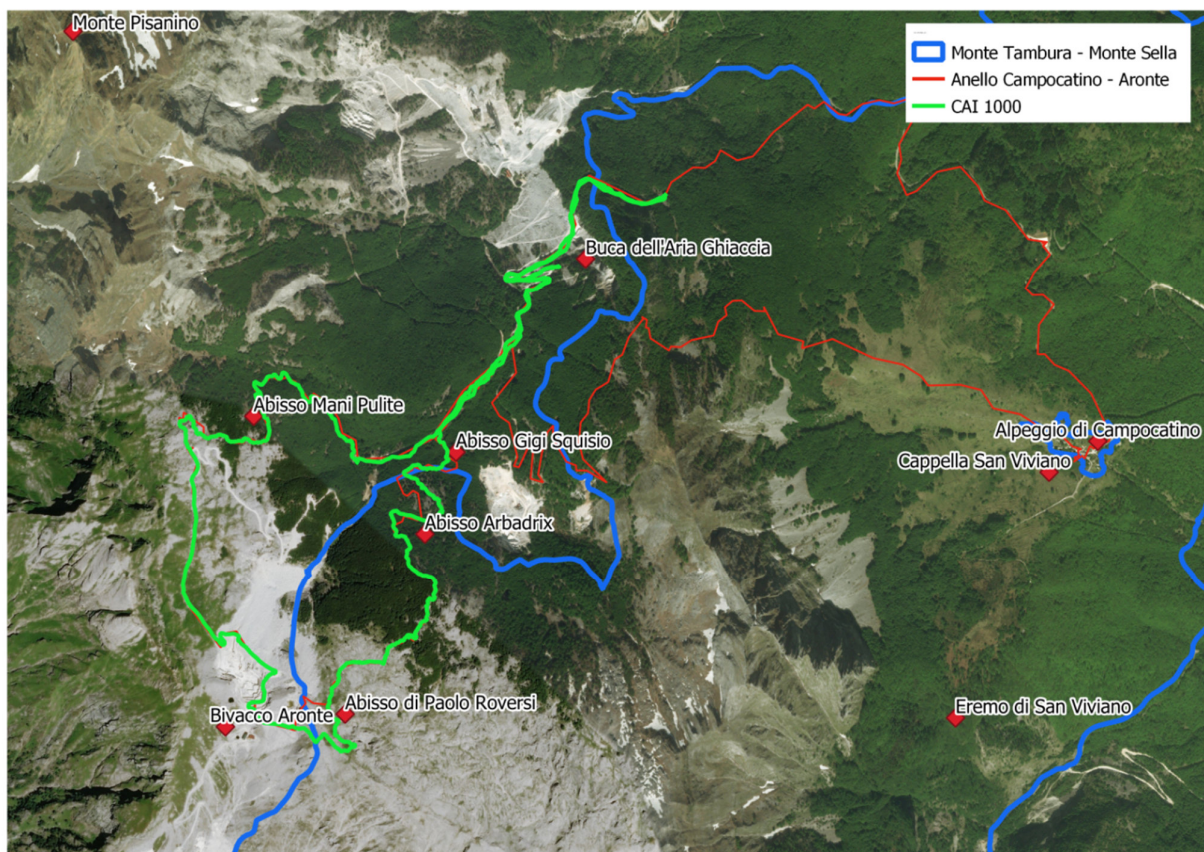 Monte Pisanino
Monte Tambura - Monte Sella
Anello Campocatino - Aronte
CAI 1000
Buca dell'Aria Ghiaccia
Abisso Mani Pulite
Abisso Gigi Squisio
Alpeggio di Campocatino
Cappella San Viviano
Abisso Arbadrix
Abisso di Paolo Roversi
Bivacco Aronte
Eremo di San Viviano